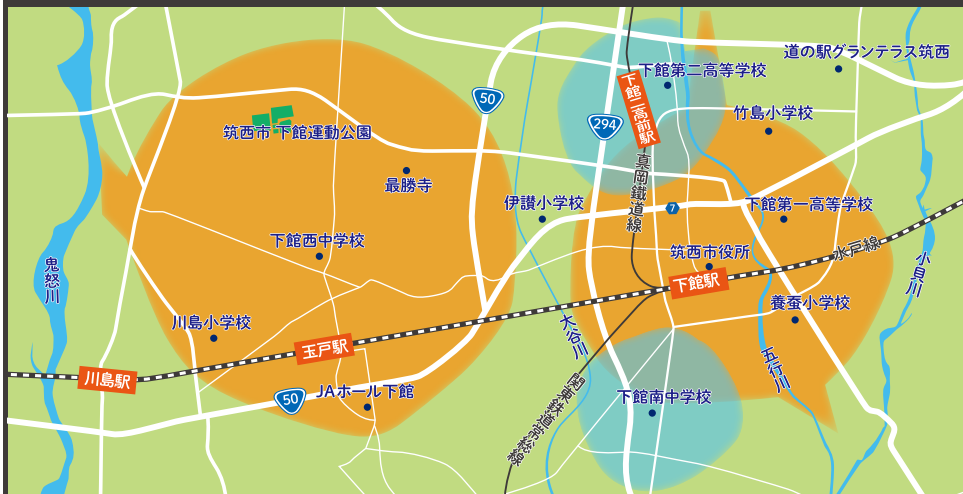 道の駅グランテラス筑西
下館第二高等学校
50
下館二高前駅
竹島小学校
294
筑西市 下館運動公園
真岡鐵道線
最勝寺
伊讃小学校
7
下館第一高等学校
下館西中学校
水戸線
筑西市役所
小貝川
鬼怒川
下館駅
養蚕小学校
川島小学校
大谷川
玉戸駅
五行川
川島駅
50
JAホール下館
関東鉄道常総線
下館南中学校